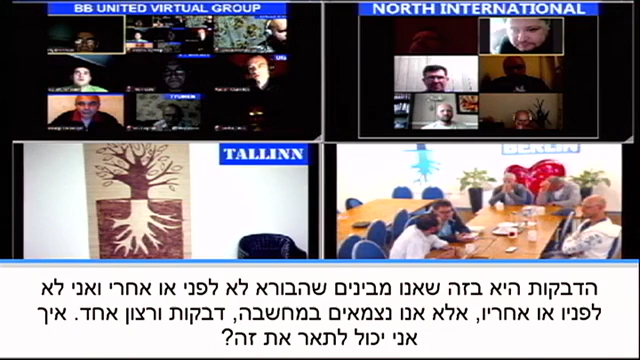 BB UNITED VIRTUAL GROUP
NORTH INTERNATIONAL
TALLINN
BERLIN
הדבקות היא בזה שאנו מבינים שהבורא לא לפני או אחרי ואני לא
לפניו או אחריו, אלא אנו נצמאים במחשבה, דבקות ורצון אחד. איך
אני יכול לתאר את זה?